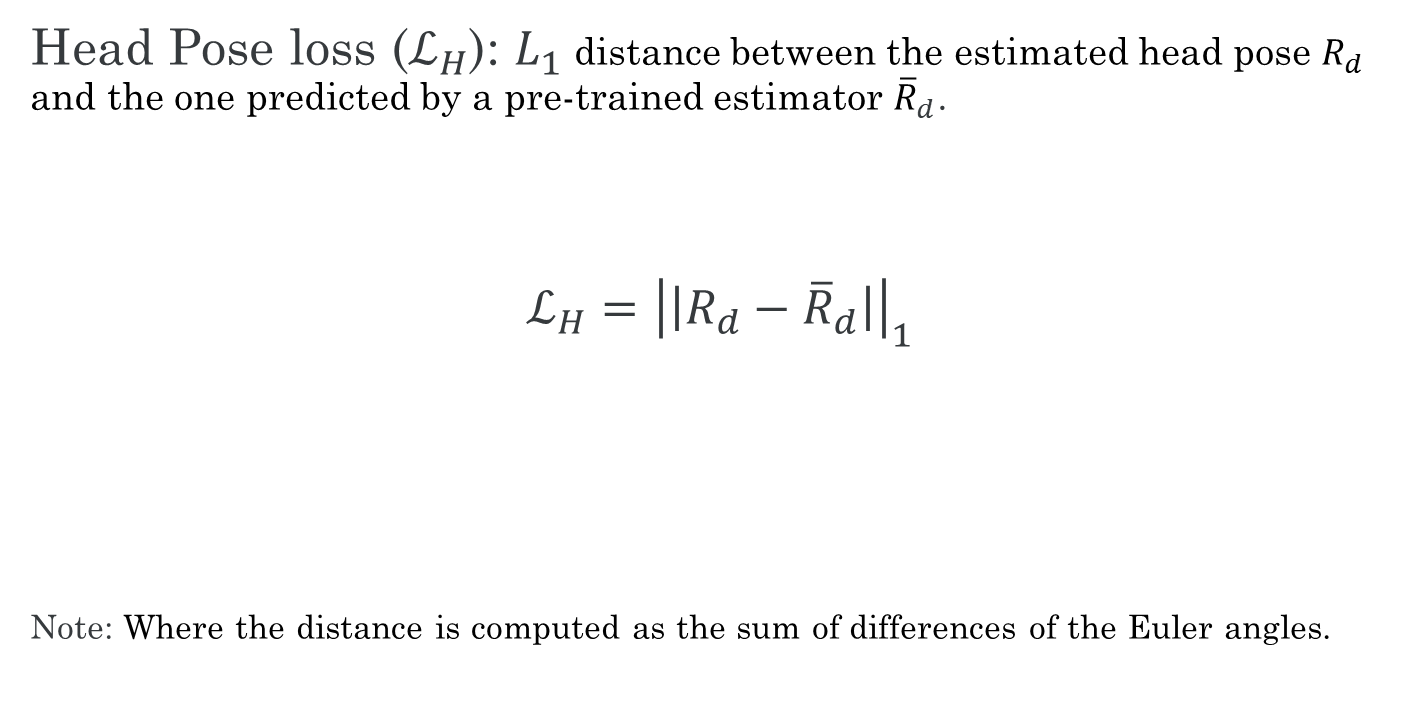 Head Pose loss (ℒ_H): L₁ distance between the estimated head pose R_d
and the one predicted by a pre-trained estimator R̄_d.
ℒ_H = ||R_d − R̄_d||₁
Note: Where the distance is computed as the sum of differences of the Euler angles.